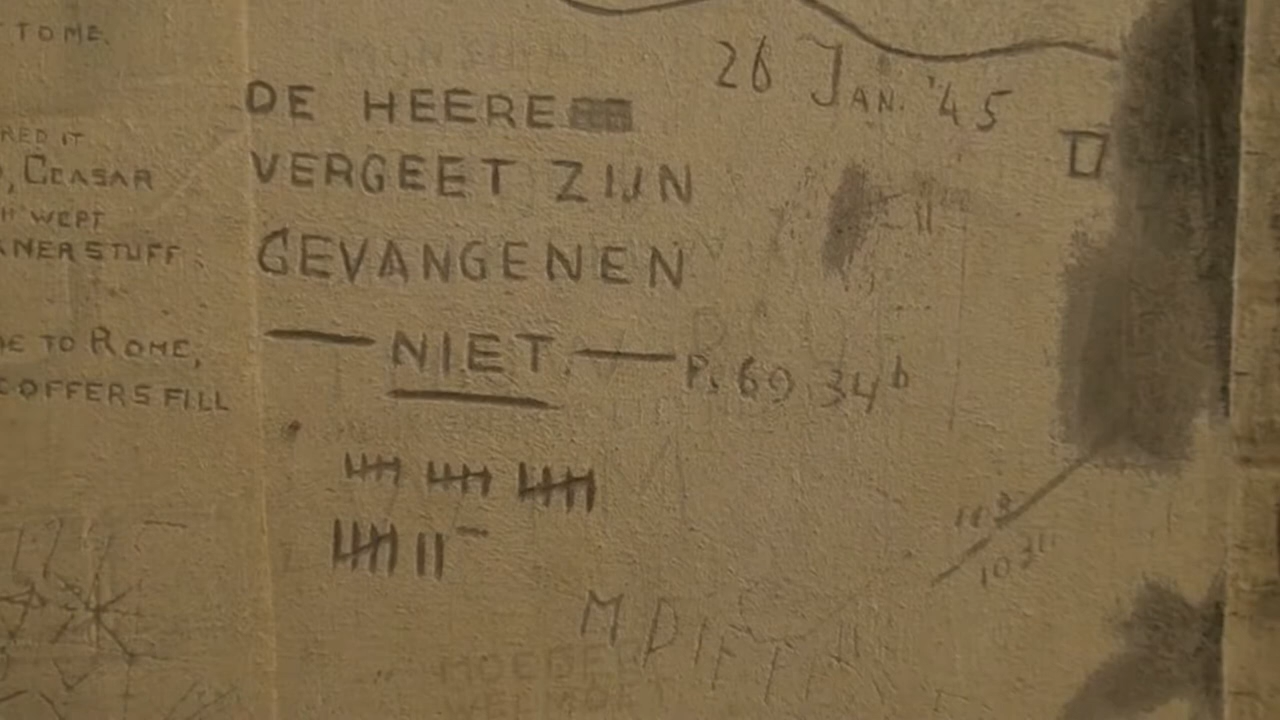 TO ME.
RED IT
, CEASAR
WEPT
NER STUFF :
E TO ROME,
COFFERS FILL
26 JAN. '45
DE HEERE
VERGEET ZIJN
GEVANGENEN
— NIET. — P. 69 34b